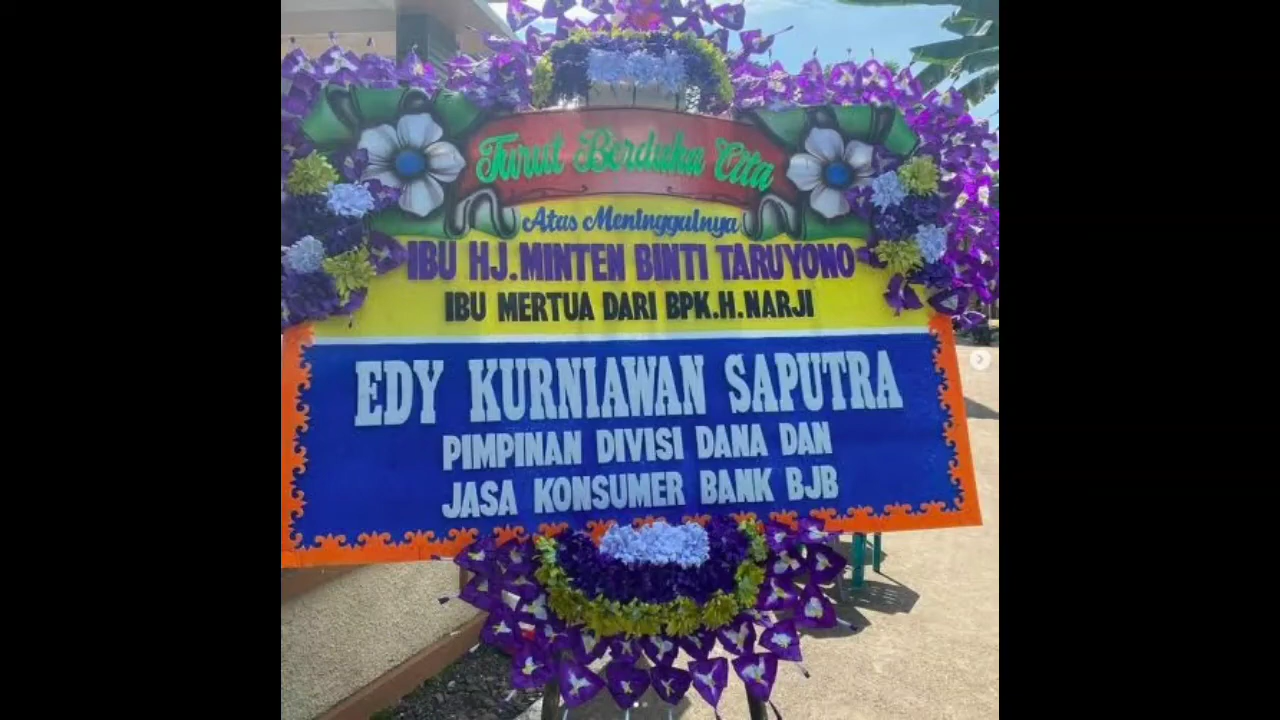 Turut Berduka Cita
Atas Meninggalnya
IBU HJ.MINTEN BINTI TARUYONO
IBU MERTUA DARI BPK.H.NARJI
EDY KURNIAWAN SAPUTRA
PIMPINAN DIVISI DANA DAN
JASA KONSUMER BANK BJB